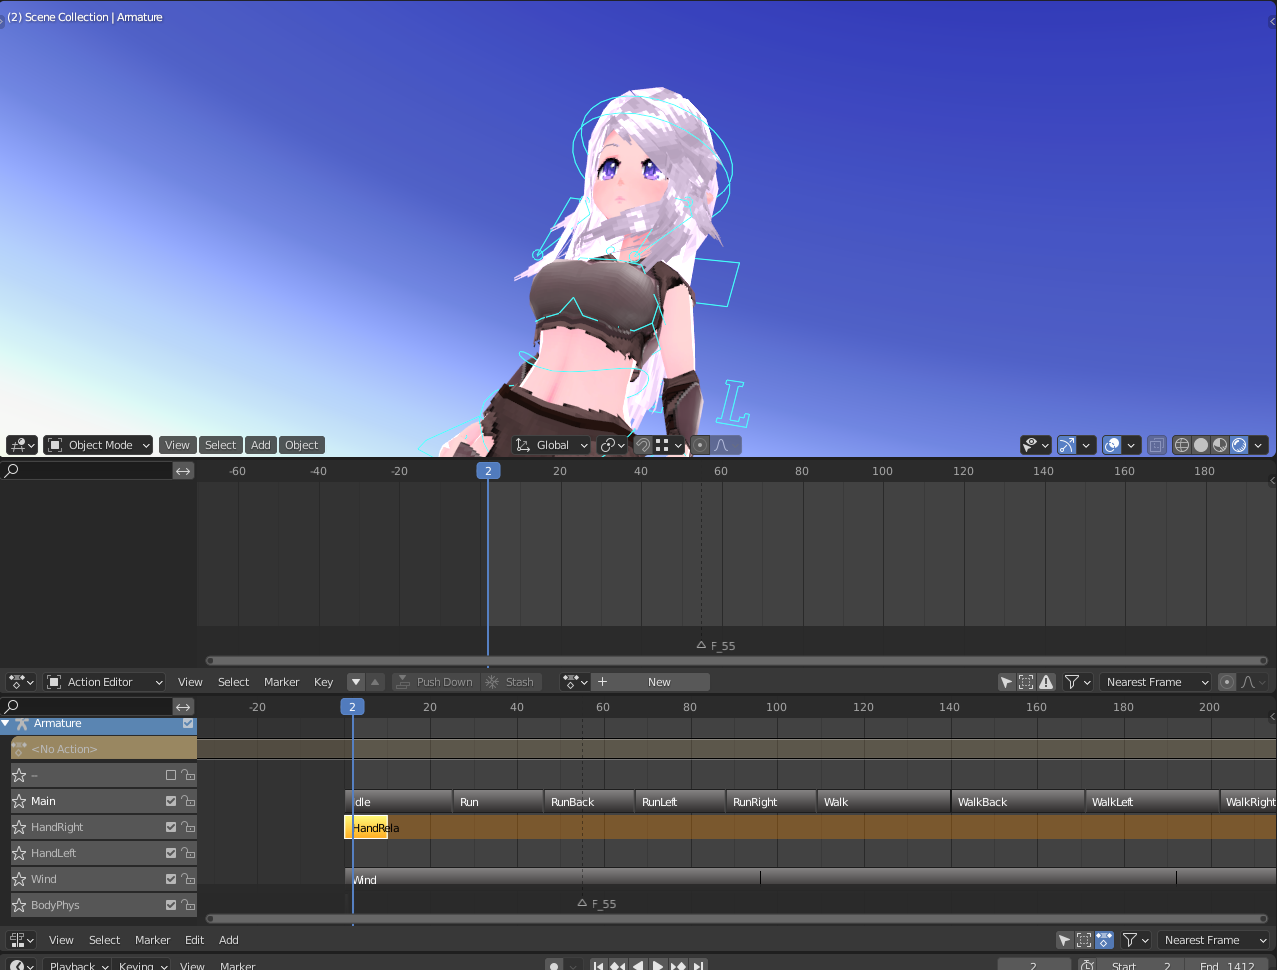 (2) Scene Collection | Armature
L
Object Mode View Select Add Object Global
-60 -40 -20 2 20 40 60 80 100 120 140 160 180
F_55
Action Editor View Select Marker Key Push Down Stash New Nearest Frame
-20 2 20 40 60 80 100 120 140 160 180 200
Armature
<No Action>
–
Main dle Run RunBack RunLeft RunRight Walk WalkBack WalkLeft WalkRight
HandRight HandRela
HandLeft
Wind Wind
BodyPhys F_55
View Select Marker Edit Add Nearest Frame
Playback Keying View Marker 2 Start 2 End 1412